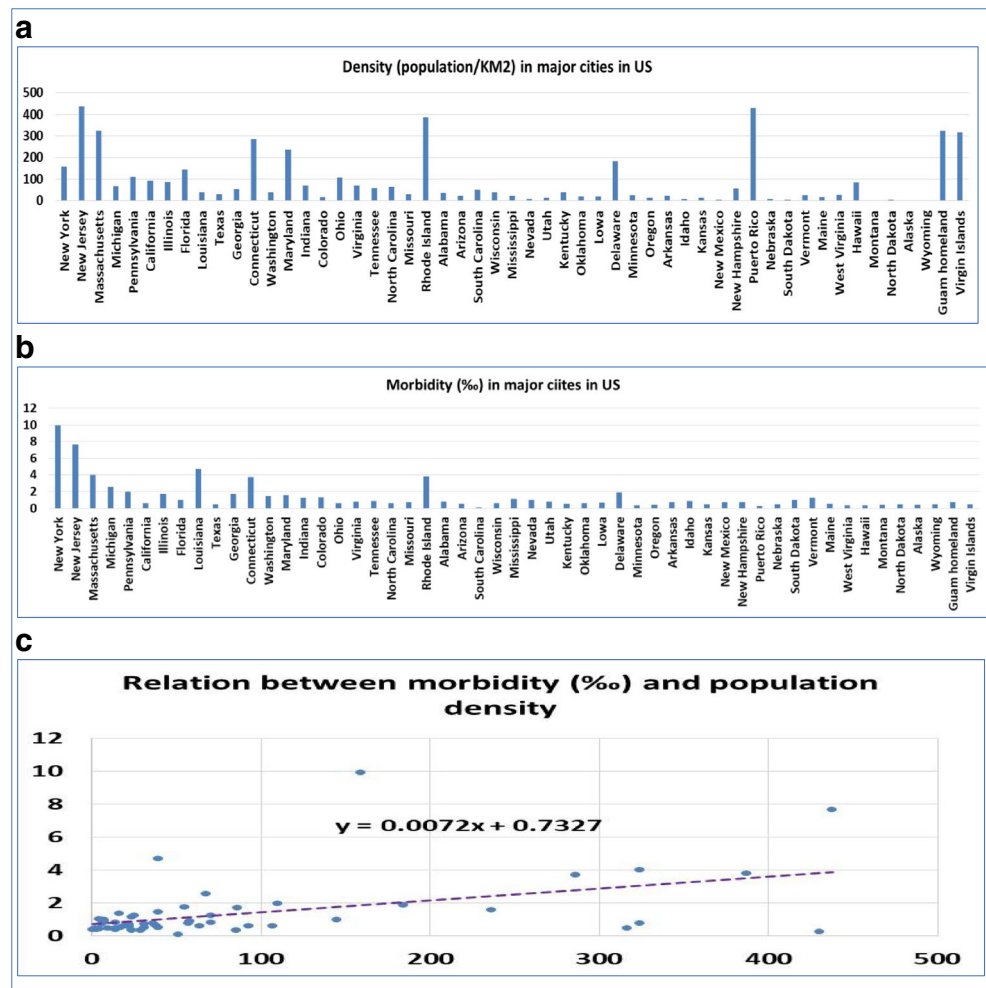 a
Density (population/KM2) in major cities in US
500
400
300
200
100
0
New York
New Jersey
Massachusetts
Michigan
Pennsylvania
California
Illinois
Florida
Louisiana
Texas
Georgia
Connecticut
Washington
Maryland
Indiana
Colorado
Ohio
Virginia
Tennessee
North Carolina
Missouri
Rhode Island
Alabama
Arizona
South Carolina
Wisconsin
Mississippi
Nevada
Utah
Kentucky
Oklahoma
Lowa
Delaware
Minnesota
Oregon
Arkansas
Idaho
Kansas
New Mexico
New Hampshire
Puerto Rico
Nebraska
South Dakota
Vermont
Maine
West Virginia
Hawaii
Montana
North Dakota
Alaska
Wyoming
Guam homeland
Virgin Islands
b
Morbidity (‰) in major ciites in US
12
10
8
6
4
2
0
New York
New Jersey
Massachusetts
Michigan
Pennsylvania
California
Illinois
Florida
Louisiana
Texas
Georgia
Connecticut
Washington
Maryland
Indiana
Colorado
Ohio
Virginia
Tennessee
North Carolina
Missouri
Rhode Island
Alabama
Arizona
South Carolina
Wisconsin
Mississippi
Nevada
Utah
Kentucky
Oklahoma
Lowa
Delaware
Minnesota
Oregon
Arkansas
Idaho
Kansas
New Mexico
New Hampshire
Puerto Rico
Nebraska
South Dakota
Vermont
Maine
West Virginia
Hawaii
Montana
North Dakota
Alaska
Wyoming
Guam homeland
Virgin Islands
c
Relation between morbidity (‰) and population
density
12
10
8
6
4
2
0
y = 0.0072x + 0.7327
0
100
200
300
400
500